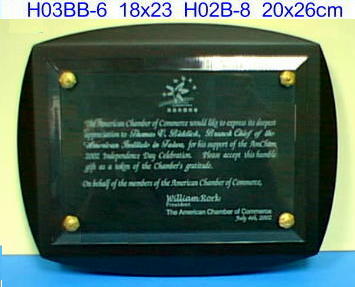 H03BB-6 18x23 H02B-8 20x26cm
The American Chamber of Commerce would like to express its deepest
appreciation to Thomas V. Biddick, Branch Chief of the
American Institute in Taiwan, for his support of the AmCham
2002 Independence Day Celebration. Please accept this humble
gift as a token of the Chamber's gratitude.
On behalf of the members of the American Chamber of Commerce,
William Rork
President
The American Chamber of Commerce
July 4th, 2002